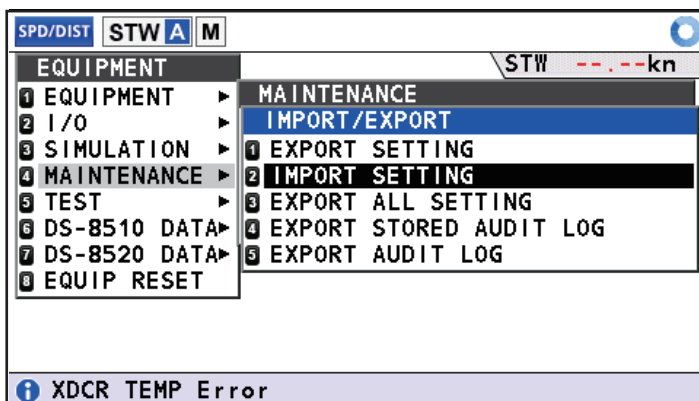 SPD/DIST STW A M
EQUIPMENT
STW --.--kn
1 EQUIPMENT ▶
2 I/O ▶
3 SIMULATION ▶
4 MAINTENANCE ▶
5 TEST ▶
6 DS-8510 DATA▶
7 DS-8520 DATA▶
8 EQUIP RESET
MAINTENANCE
IMPORT/EXPORT
1 EXPORT SETTING
2 IMPORT SETTING
3 EXPORT ALL SETTING
4 EXPORT STORED AUDIT LOG
5 EXPORT AUDIT LOG
XDCR TEMP Error